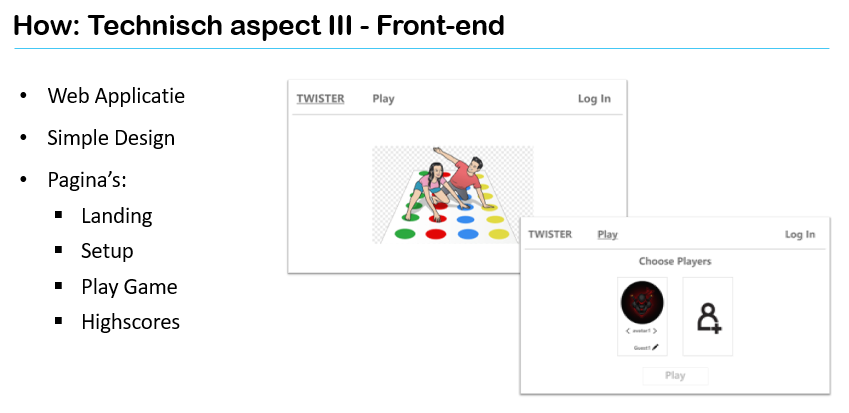 How: Technisch aspect III - Front-end
• Web Applicatie
• Simple Design
• Pagina's:
▪ Landing
▪ Setup
▪ Play Game
▪ Highscores
TWISTER Play Log In
TWISTER Play Log In
Choose Players
< avatar1 >
Guest1
Play